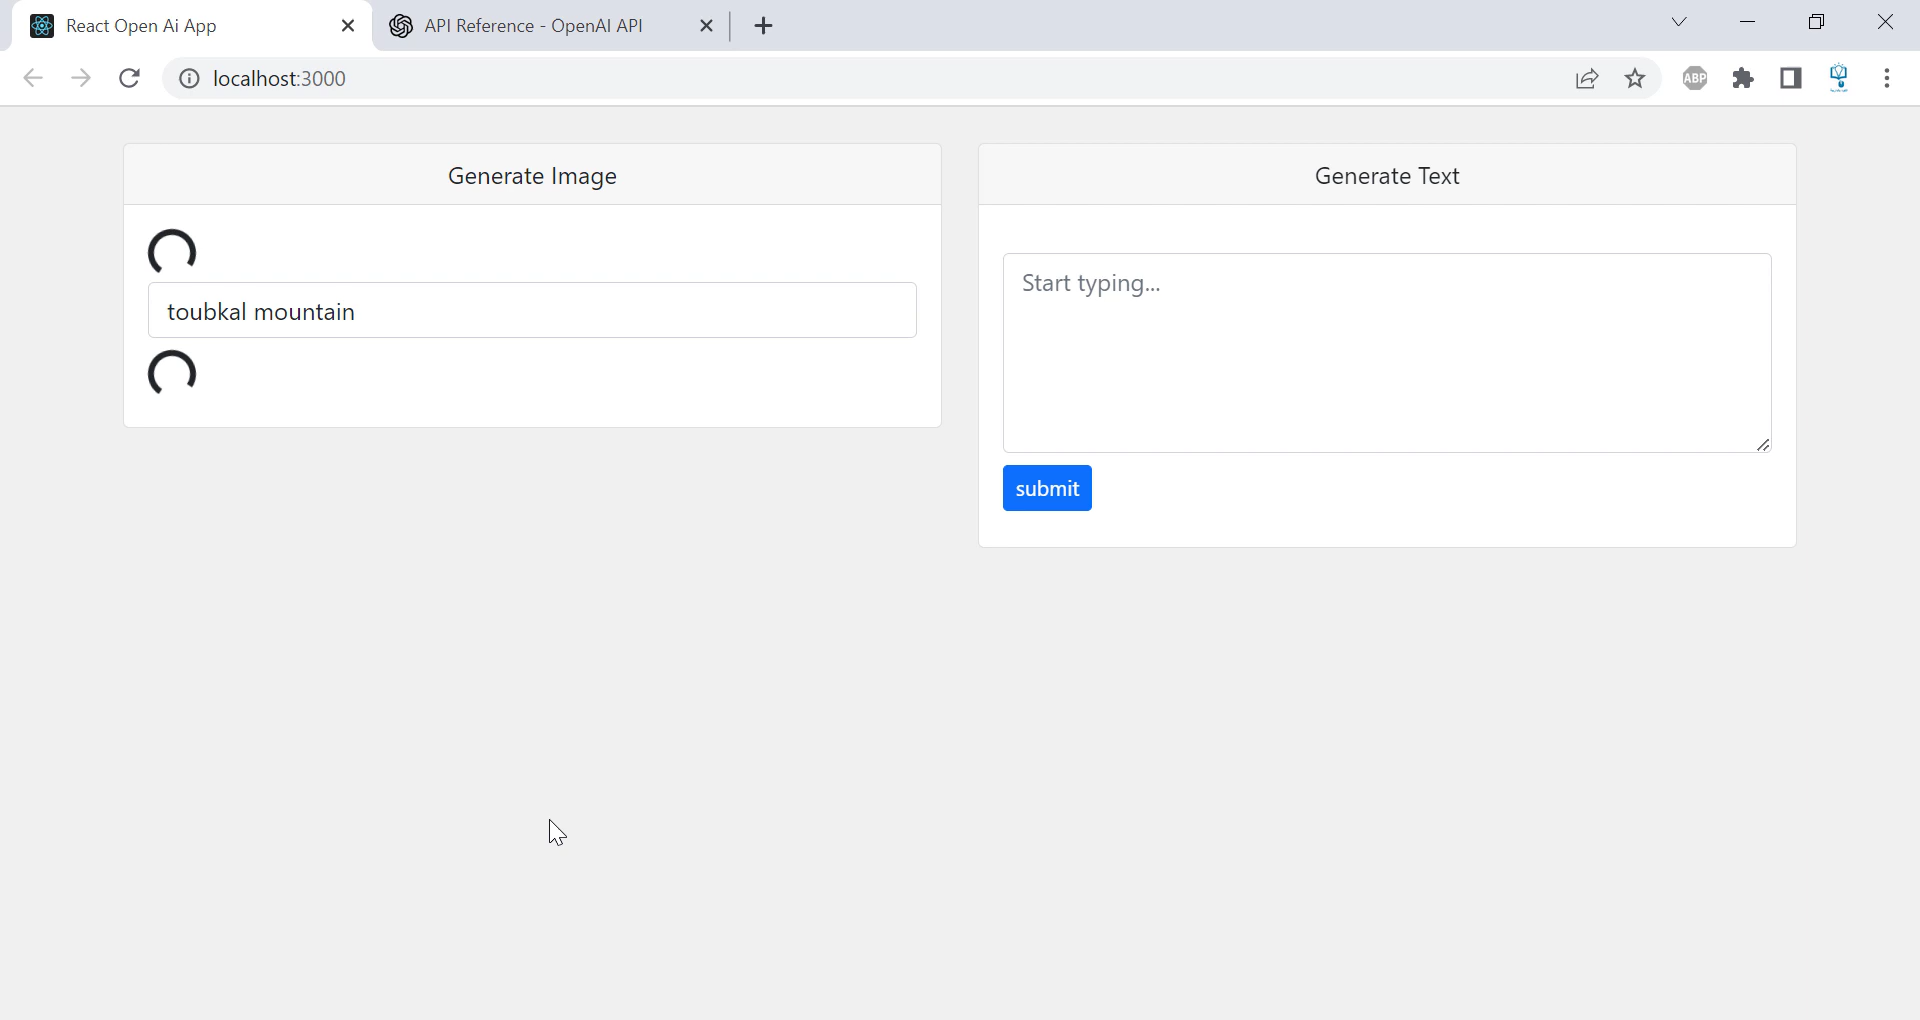 React Open Ai App
API Reference - OpenAI API
localhost:3000
ABP
Generate Image
toubkal mountain
Generate Text
Start typing...
submit